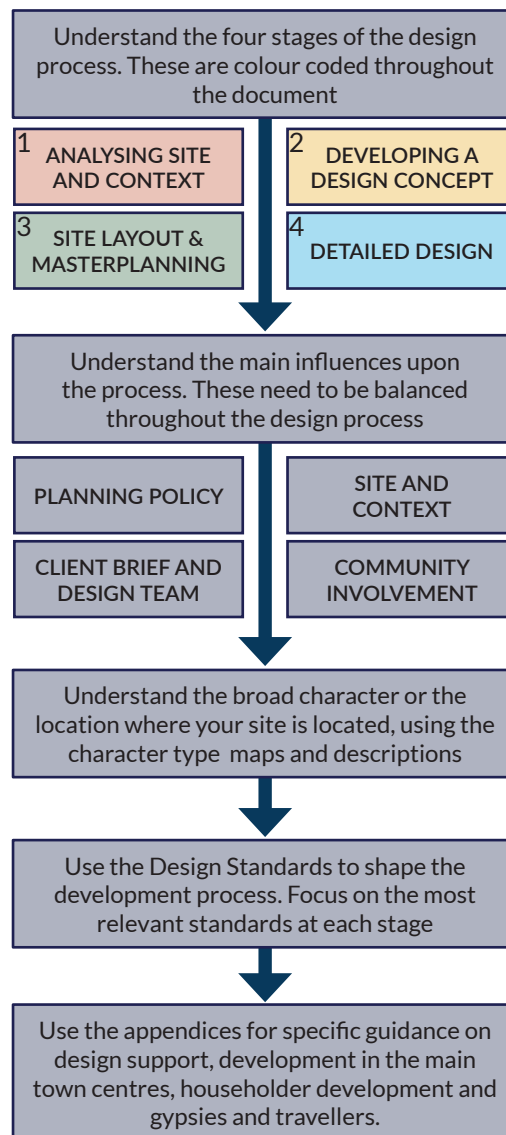 Understand the four stages of the design
process. These are colour coded throughout
the document
1
ANALYSING SITE
AND CONTEXT
2
DEVELOPING A
DESIGN CONCEPT
3
SITE LAYOUT &
MASTERPLANNING
4
DETAILED DESIGN
Understand the main influences upon
the process. These need to be balanced
throughout the design process
PLANNING POLICY
SITE AND
CONTEXT
CLIENT BRIEF AND
DESIGN TEAM
COMMUNITY
INVOLVEMENT
Understand the broad character or the
location where your site is located, using the
character type maps and descriptions
Use the Design Standards to shape the
development process. Focus on the most
relevant standards at each stage
Use the appendices for specific guidance on
design support, development in the main
town centres, householder development and
gypsies and travellers.